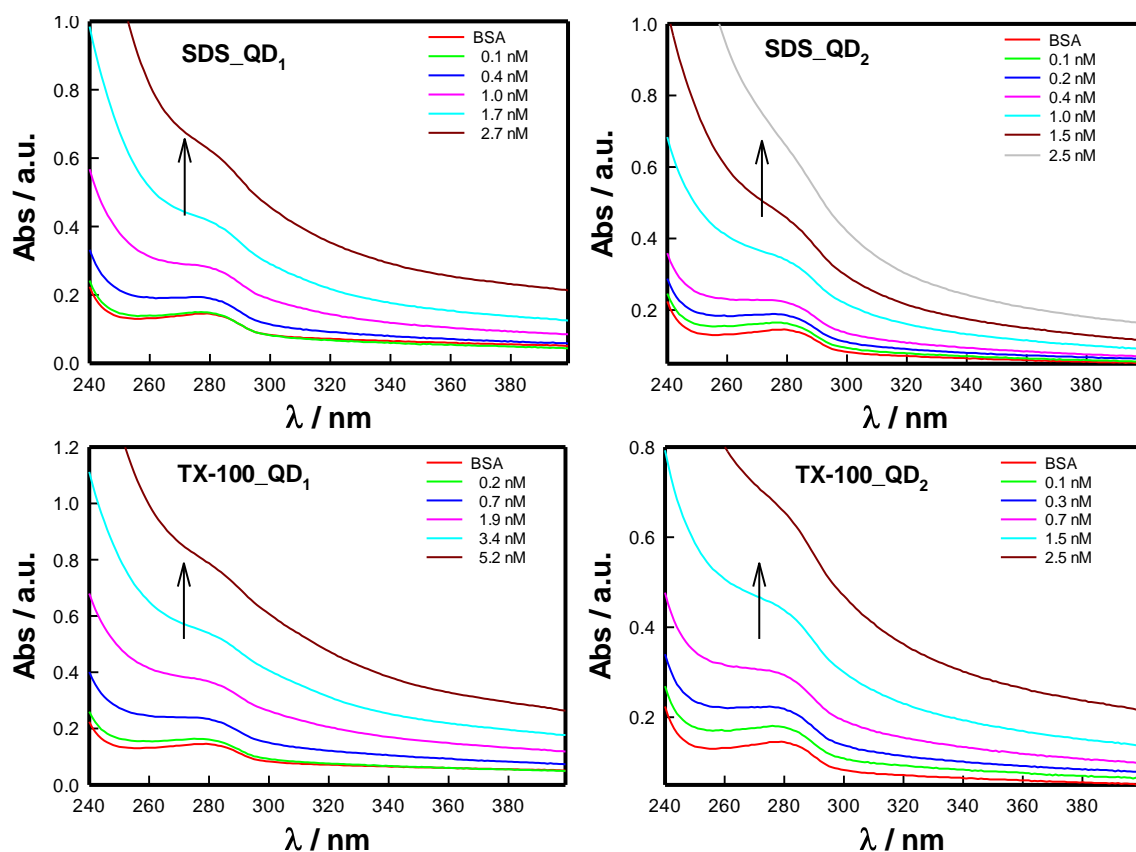 SDS_QD1
BSA
0.1 nM
0.4 nM
1.0 nM
1.7 nM
2.7 nM
1.0
0.8
0.6
0.4
0.2
0.0
Abs / a.u.
240 260 280 300 320 340 360 380
λ / nm
SDS_QD2
BSA
0.1 nM
0.2 nM
0.4 nM
1.0 nM
1.5 nM
2.5 nM
1.0
0.8
0.6
0.4
0.2
Abs / a.u.
240 260 280 300 320 340 360 380
λ / nm
TX-100_QD1
BSA
0.2 nM
0.7 nM
1.9 nM
3.4 nM
5.2 nM
1.2
1.0
0.8
0.6
0.4
0.2
0.0
Abs / a.u.
240 260 280 300 320 340 360 380
λ / nm
TX-100_QD2
BSA
0.1 nM
0.3 nM
0.7 nM
1.5 nM
2.5 nM
0.8
0.6
0.4
0.2
Abs / a.u.
240 260 280 300 320 340 360 380
λ / nm